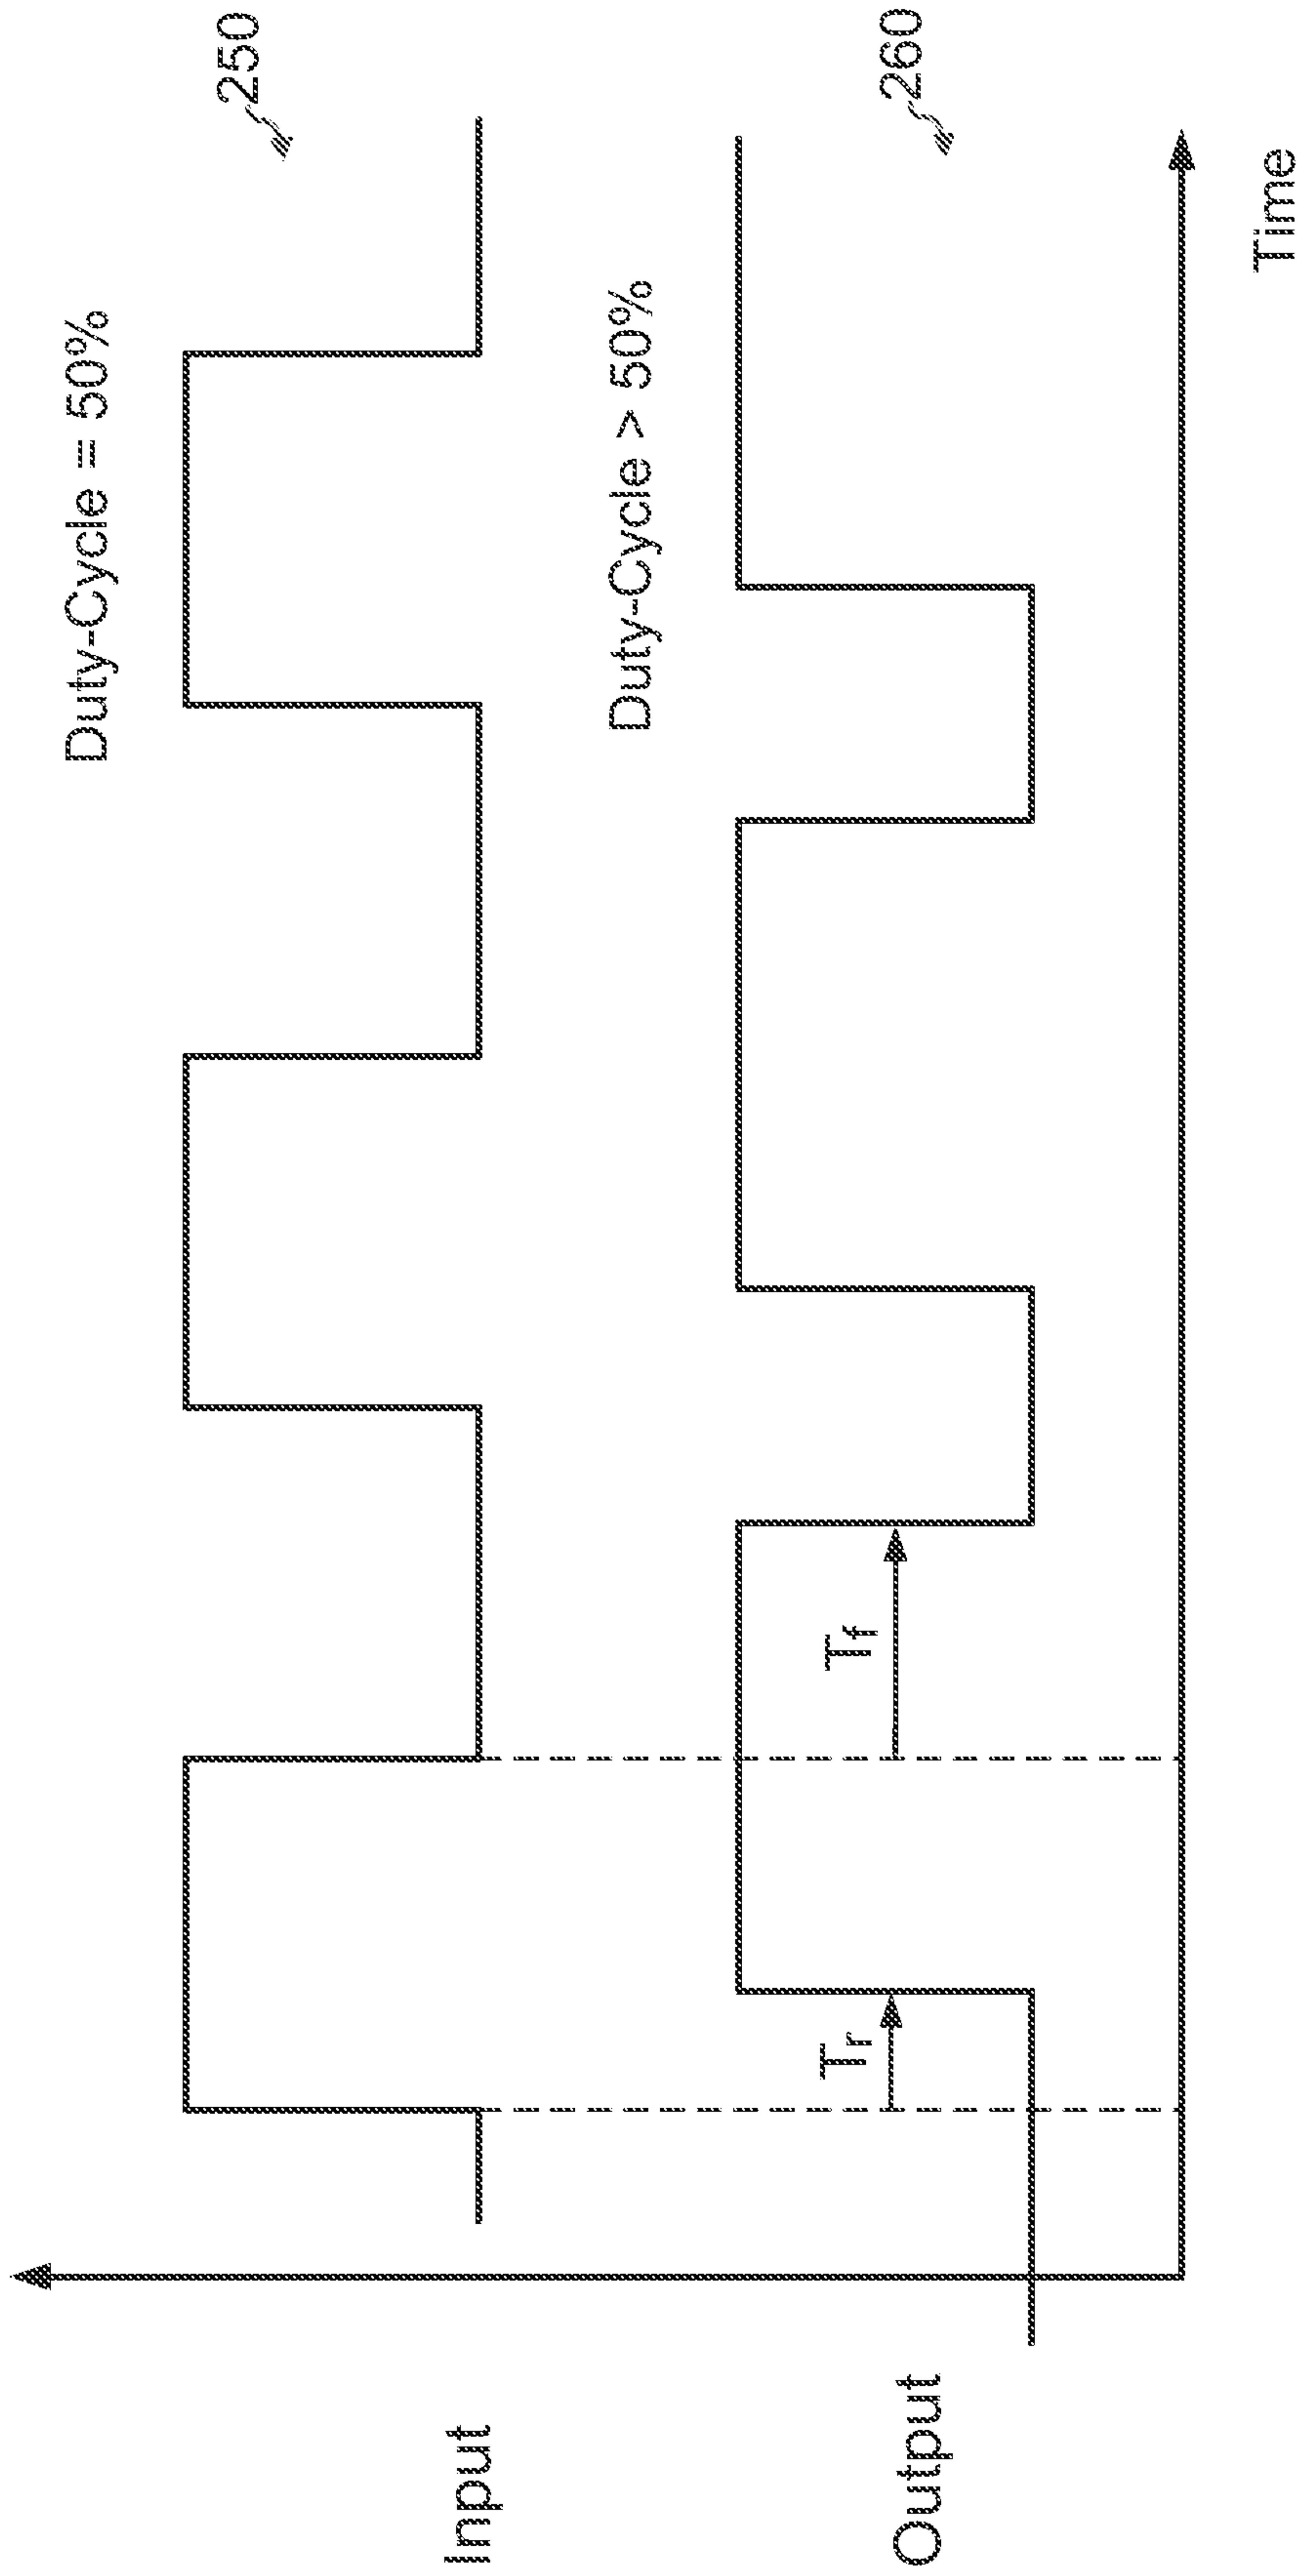 Duty-Cycle = 50%
250
Input
Duty-Cycle > 50%
260
Output
Tr
Tf
Time